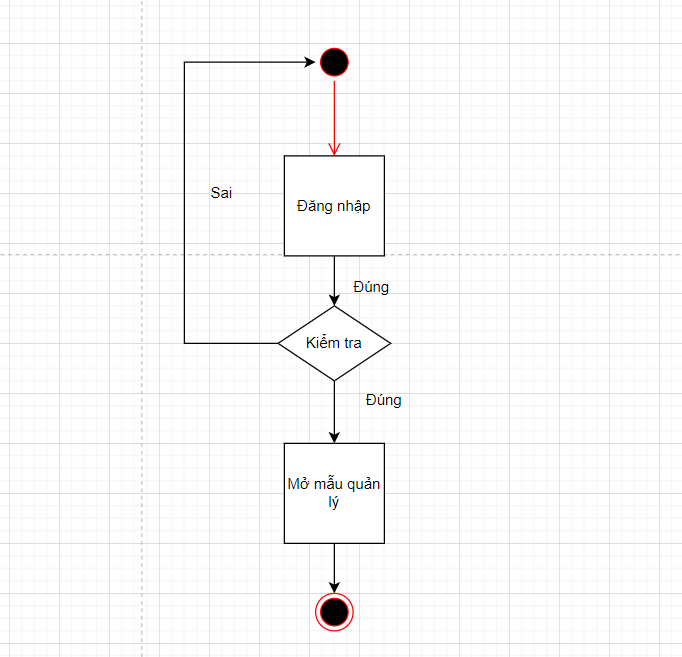 Sai
Đăng nhập
Đúng
Kiểm tra
Đúng
Mở mẫu quản
lý